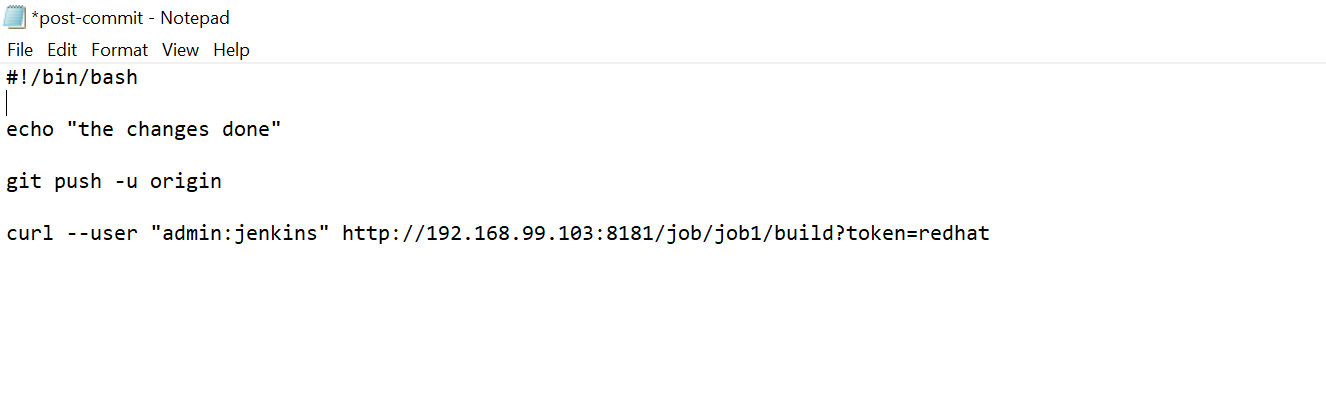 *post-commit - Notepad
File Edit Format View Help
#!/bin/bash
echo "the changes done"
git push -u origin
curl --user "admin:jenkins" http://192.168.99.103:8181/job/job1/build?token=redhat